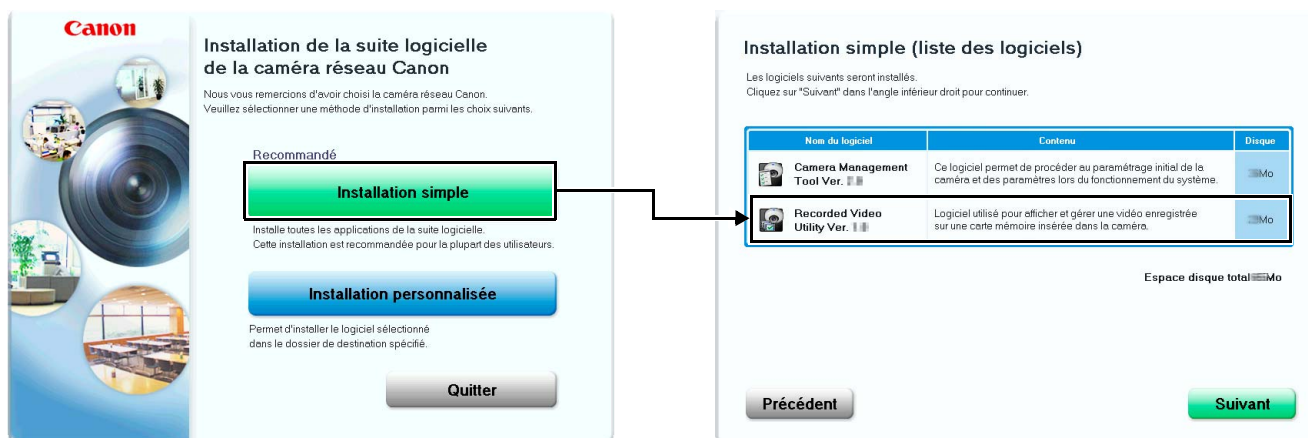 Canon
Installation de la suite logicielle
de la caméra réseau Canon
Nous vous remercions d'avoir choisi la caméra réseau Canon.
Veuillez sélectionner une méthode d'installation parmi les choix suivants.
Recommandé
Installation simple
Installe toutes les applications de la suite logicielle.
Cette installation est recommandée pour la plupart des utilisateurs.
Installation personnalisée
Permet d'installer le logiciel sélectionné
dans le dossier de destination spécifié.
Quitter
Installation simple (liste des logiciels)
Les logiciels suivants seront installés.
Cliquez sur "Suivant" dans l'angle inférieur droit pour continuer.
Nom du logiciel
Contenu
Disque
Camera Management
Tool Ver.
Ce logiciel permet de procéder au paramétrage initial de la
caméra et des paramètres lors du fonctionnement du système.
Mo
Recorded Video
Utility Ver.
Logiciel utilisé pour afficher et gérer une vidéo enregistrée
sur une carte mémoire insérée dans la caméra.
Mo
Espace disque total Mo
Précédent
Suivant